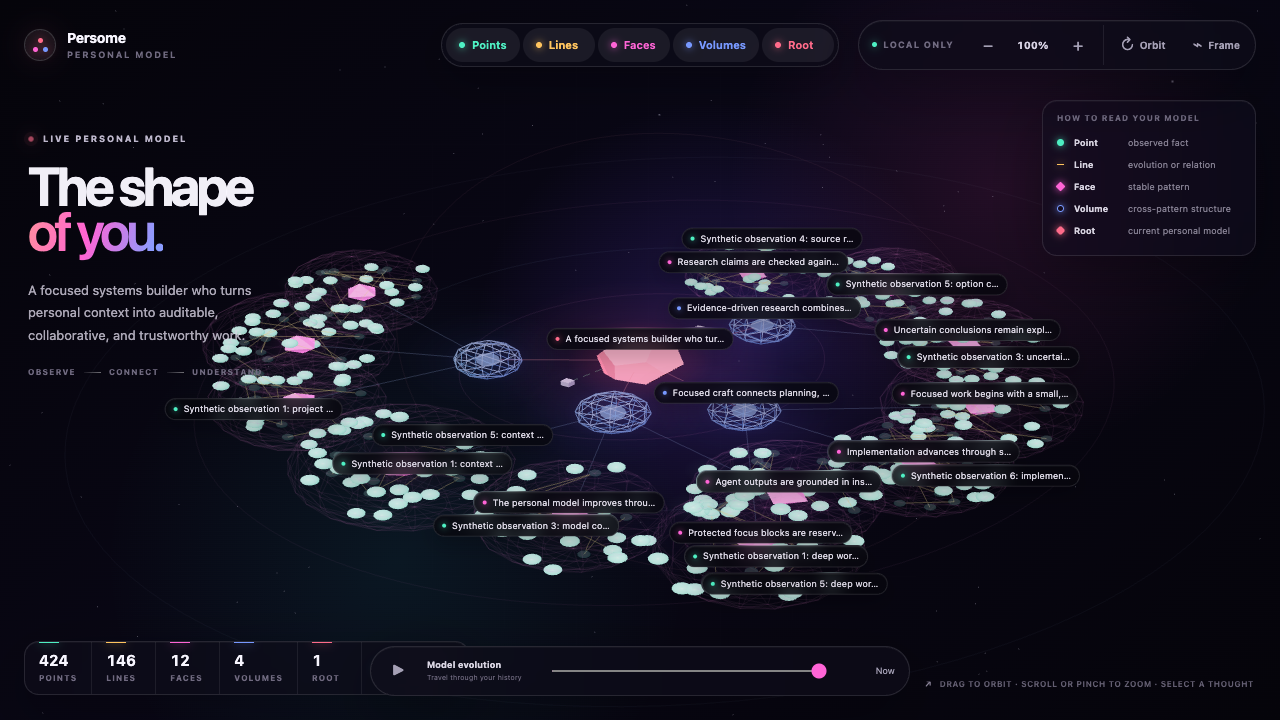 Persome
PERSONAL MODEL
Points
Lines
Faces
Volumes
Root
LOCAL ONLY
100%
Orbit
Frame
HOW TO READ YOUR MODEL
Point observed fact
Line evolution or relation
Face stable pattern
Volume cross-pattern structure
Root current personal model
LIVE PERSONAL MODEL
The shape
of you.
A focused systems builder who turns
personal context into auditable,
collaborative, and trustworthy work.
OBSERVE CONNECT UNDERSTAND
Synthetic observation 4: source r...
Research claims are checked again...
Synthetic observation 5: option c...
Evidence-driven research combines...
Uncertain conclusions remain expl...
A focused systems builder who tur...
Synthetic observation 3: uncertai...
Focused craft connects planning, ...
Focused work begins with a small,...
Synthetic observation 1: project ...
Synthetic observation 5: context ...
Implementation advances through s...
Synthetic observation 1: context ...
Synthetic observation 6: implemen...
Agent outputs are grounded in ins...
The personal model improves throu...
Synthetic observation 3: model co...
Protected focus blocks are reserv...
Synthetic observation 1: deep wor...
Synthetic observation 5: deep wor...
424 POINTS
146 LINES
12 FACES
4 VOLUMES
1 ROOT
Model evolution
Travel through your history
Now
DRAG TO ORBIT · SCROLL OR PINCH TO ZOOM · SELECT A THOUGHT